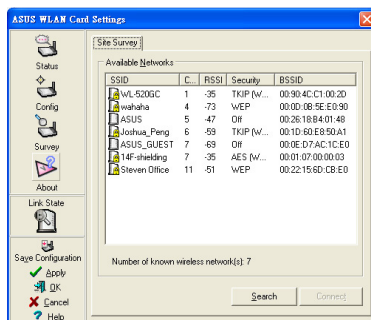 ASUS WLAN Card Settings
Status
Config
Survey
About
Link State
Save Configuration
Apply
OK
Cancel
Help
Site Survey
Available Networks
SSID C... RSSI Security BSSID
WL-520GC 1 -35 TKIP (W... 00:90:4C:C1:00:2D
wahaha 4 -73 WEP 00:0D:0B:5E:E0:90
ASUS 5 -47 Off 00:26:18:B4:01:48
Joshua_Peng 6 -59 TKIP (W... 00:1D:60:E8:50:A1
ASUS_GUEST 7 -69 Off 00:0E:D7:AC:1C:E0
14F-shielding 7 -35 AES (W... 00:01:07:00:00:03
Steven Office 11 -51 WEP 00:22:15:6D:CB:E0
Number of known wireless network(s): 7
Search Connect